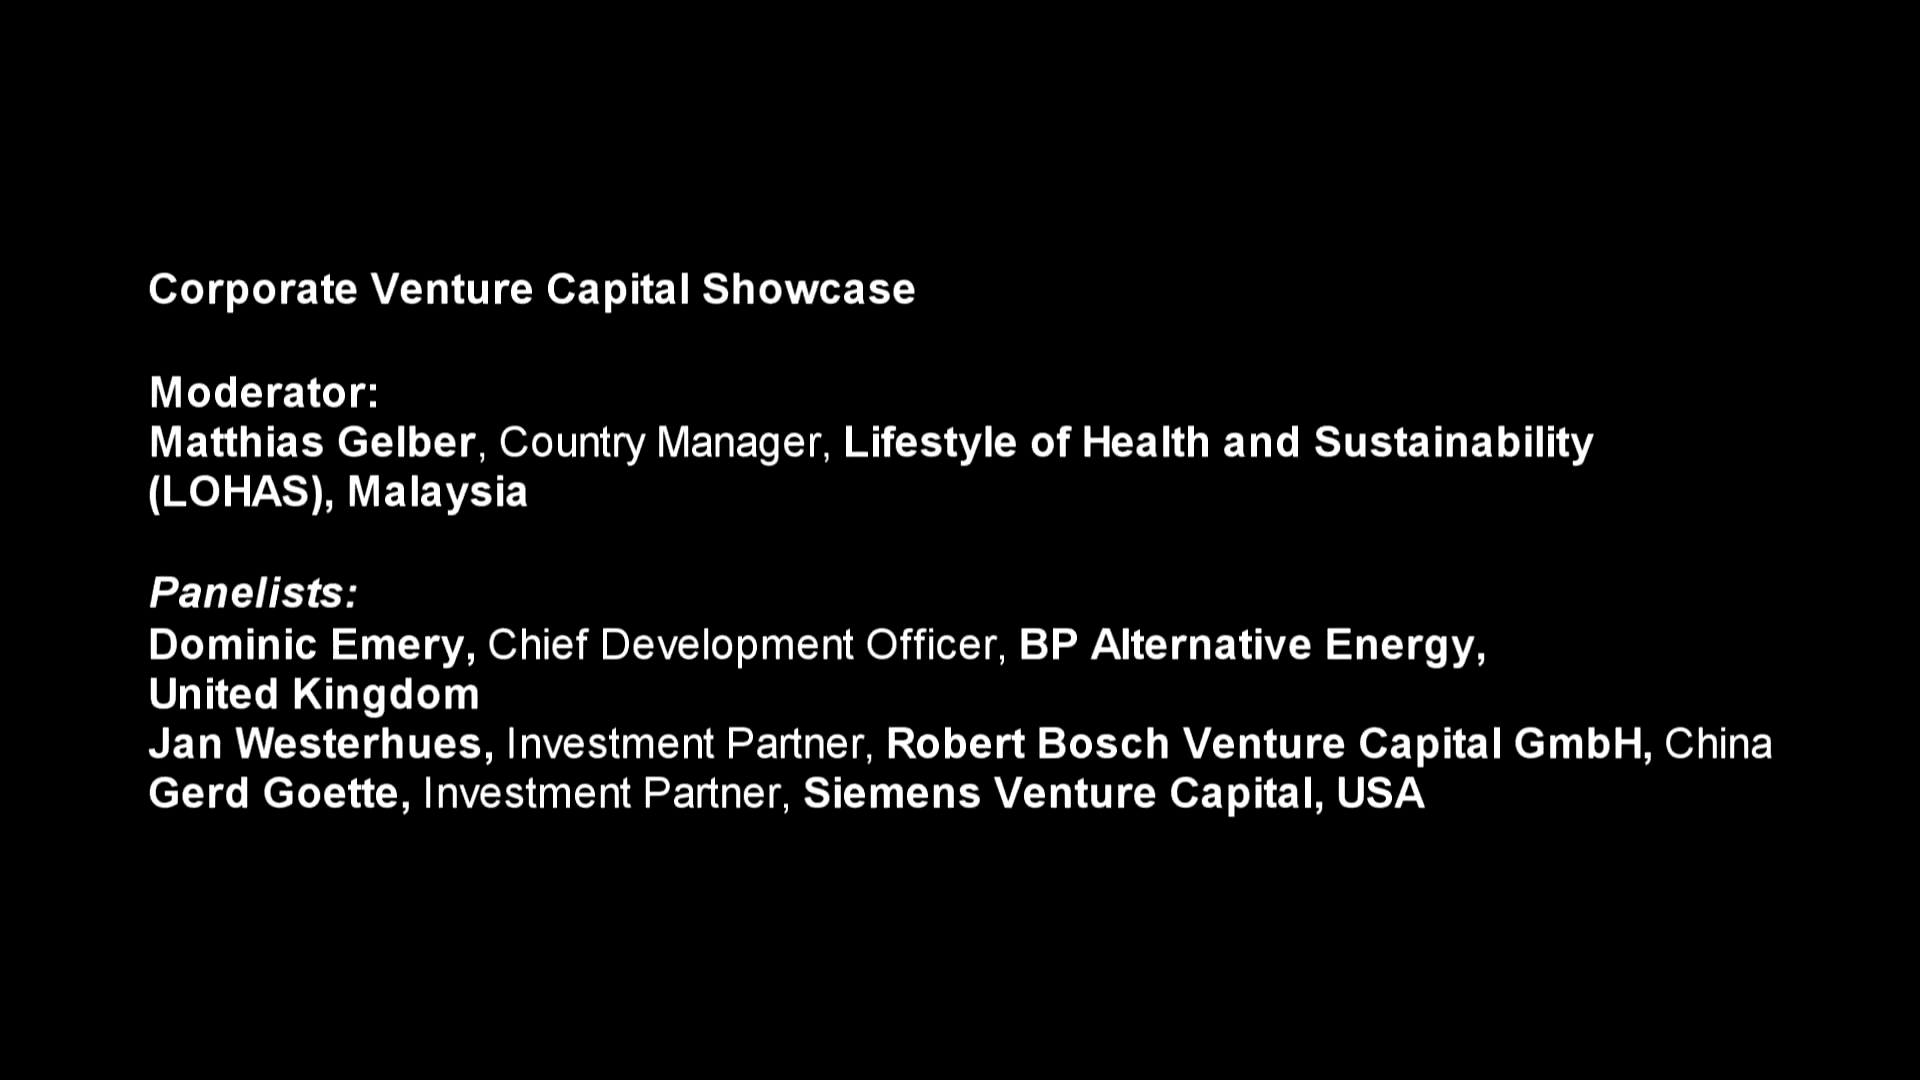 Corporate Venture Capital Showcase
Moderator:
Matthias Gelber, Country Manager, Lifestyle of Health and Sustainability
(LOHAS), Malaysia
Panelists:
Dominic Emery, Chief Development Officer, BP Alternative Energy,
United Kingdom
Jan Westerhues, Investment Partner, Robert Bosch Venture Capital GmbH, China
Gerd Goette, Investment Partner, Siemens Venture Capital, USA